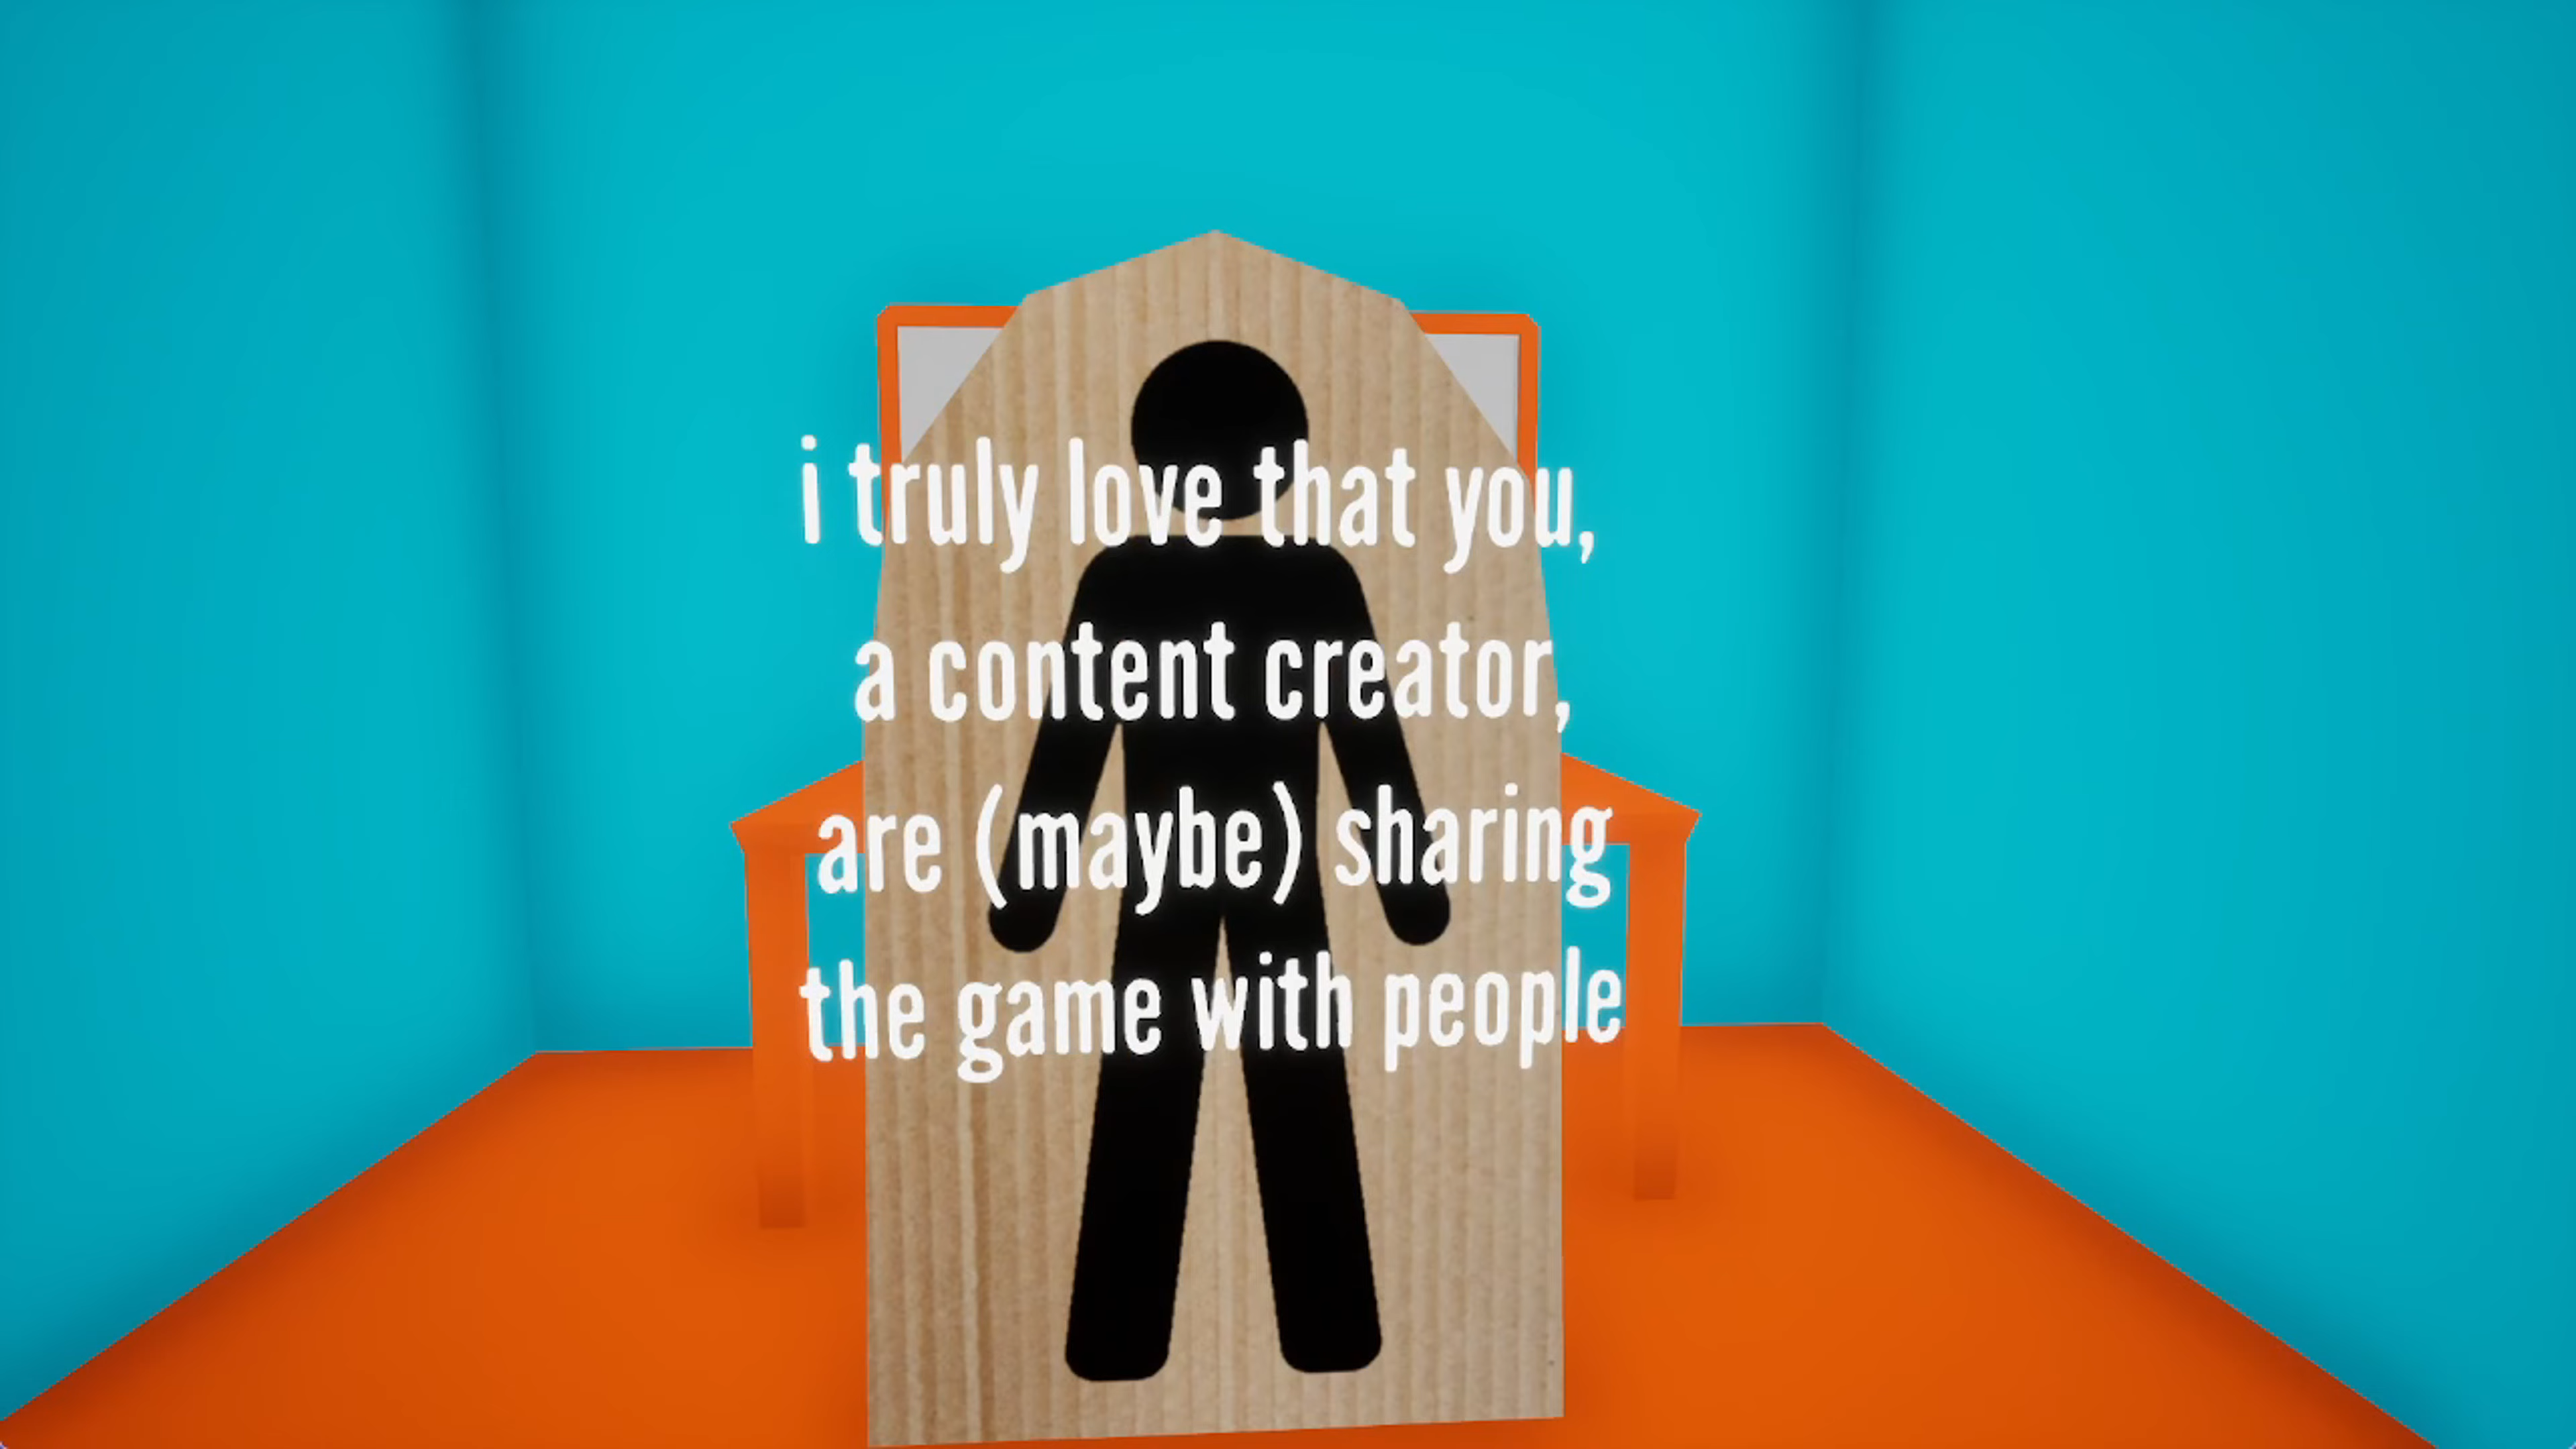 i truly love that you,
a content creator,
are (maybe) sharing
the game with people